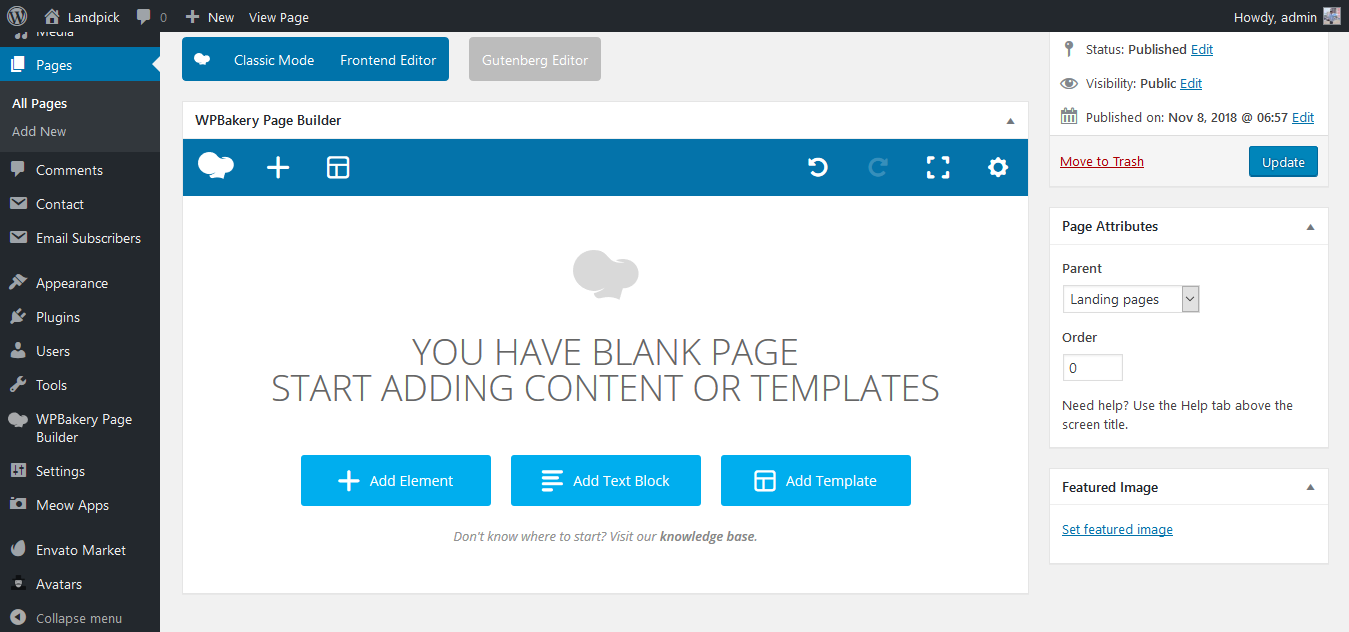 Landpick
0
New
View Page
Howdy, admin
Media
Pages
All Pages
Add New
Comments
Contact
Email Subscribers
Appearance
Plugins
Users
Tools
WPBakery Page
Builder
Settings
Meow Apps
Envato Market
Avatars
Collapse menu
Classic Mode
Frontend Editor
Gutenberg Editor
WPBakery Page Builder
YOU HAVE BLANK PAGE
START ADDING CONTENT OR TEMPLATES
Add Element
Add Text Block
Add Template
Don't know where to start? Visit our knowledge base.
Status: Published Edit
Visibility: Public Edit
Published on: Nov 8, 2018 @ 06:57 Edit
Move to Trash
Update
Page Attributes
Parent
Landing pages
Order
0
Need help? Use the Help tab above the
screen title.
Featured Image
Set featured image